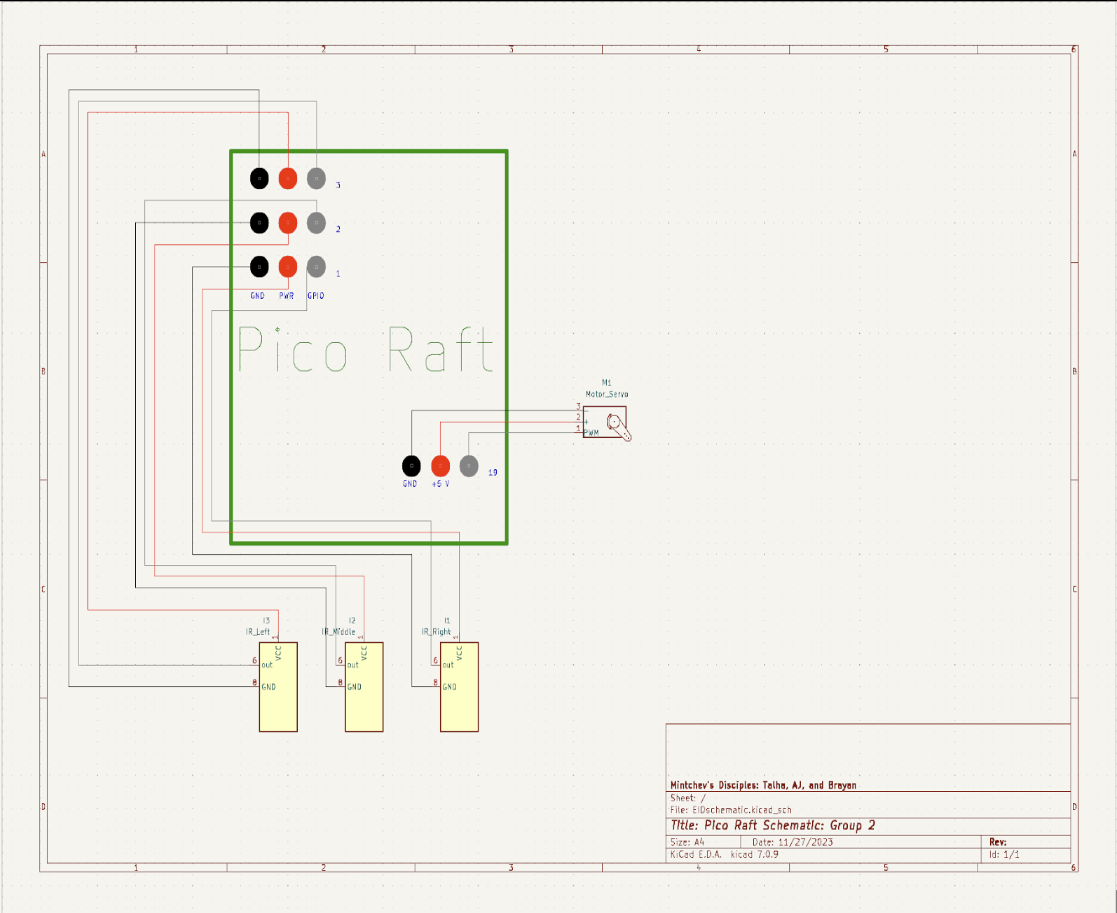 1 2 3 4 5 6
A A
3
2
1
GND PWR GPIO
Pico Raft
B B
M1
Motor_Servo
3 -
2 +
1 PWM
19
GND +5 V
C C
I3 I2 I1
IR_Left IR_Middle IR_Right
1 VCC 1 VCC 1 VCC
6 out 6 out 6 out
8 GND 8 GND 8 GND
D D
Mintchev's Disciples: Talha, AJ, and Brayan
Sheet: /
File: EIDschematic.kicad_sch
Title: Pico Raft Schematic: Group 2
Size: A4 Date: 11/27/2023 Rev:
KiCad E.D.A. kicad 7.0.9 Id: 1/1
1 2 3 4 5 6